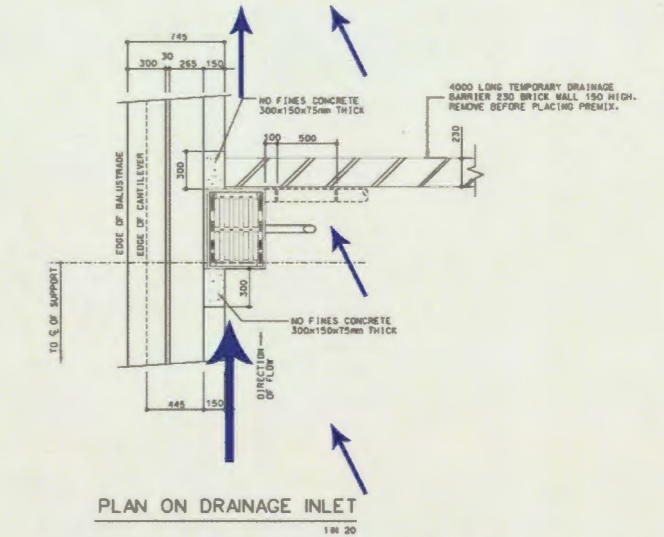 745
30
300
265
150
NO FINES CONCRETE
300x150x75mm THICK
4000 LONG TEMPORARY DRAINAGE
BARRIER 230 BRICK WALL 150 HIGH.
REMOVE BEFORE PLACING PREMIX.
100
500
230
300
EDGE OF BALUSTRADE
EDGE OF CANTILEVER
300
TO ℄ OF SUPPORT
NO FINES CONCRETE
300x150x75mm THICK
DIRECTION
OF FLOW
445
150
PLAN ON DRAINAGE INLET
1 IN 20